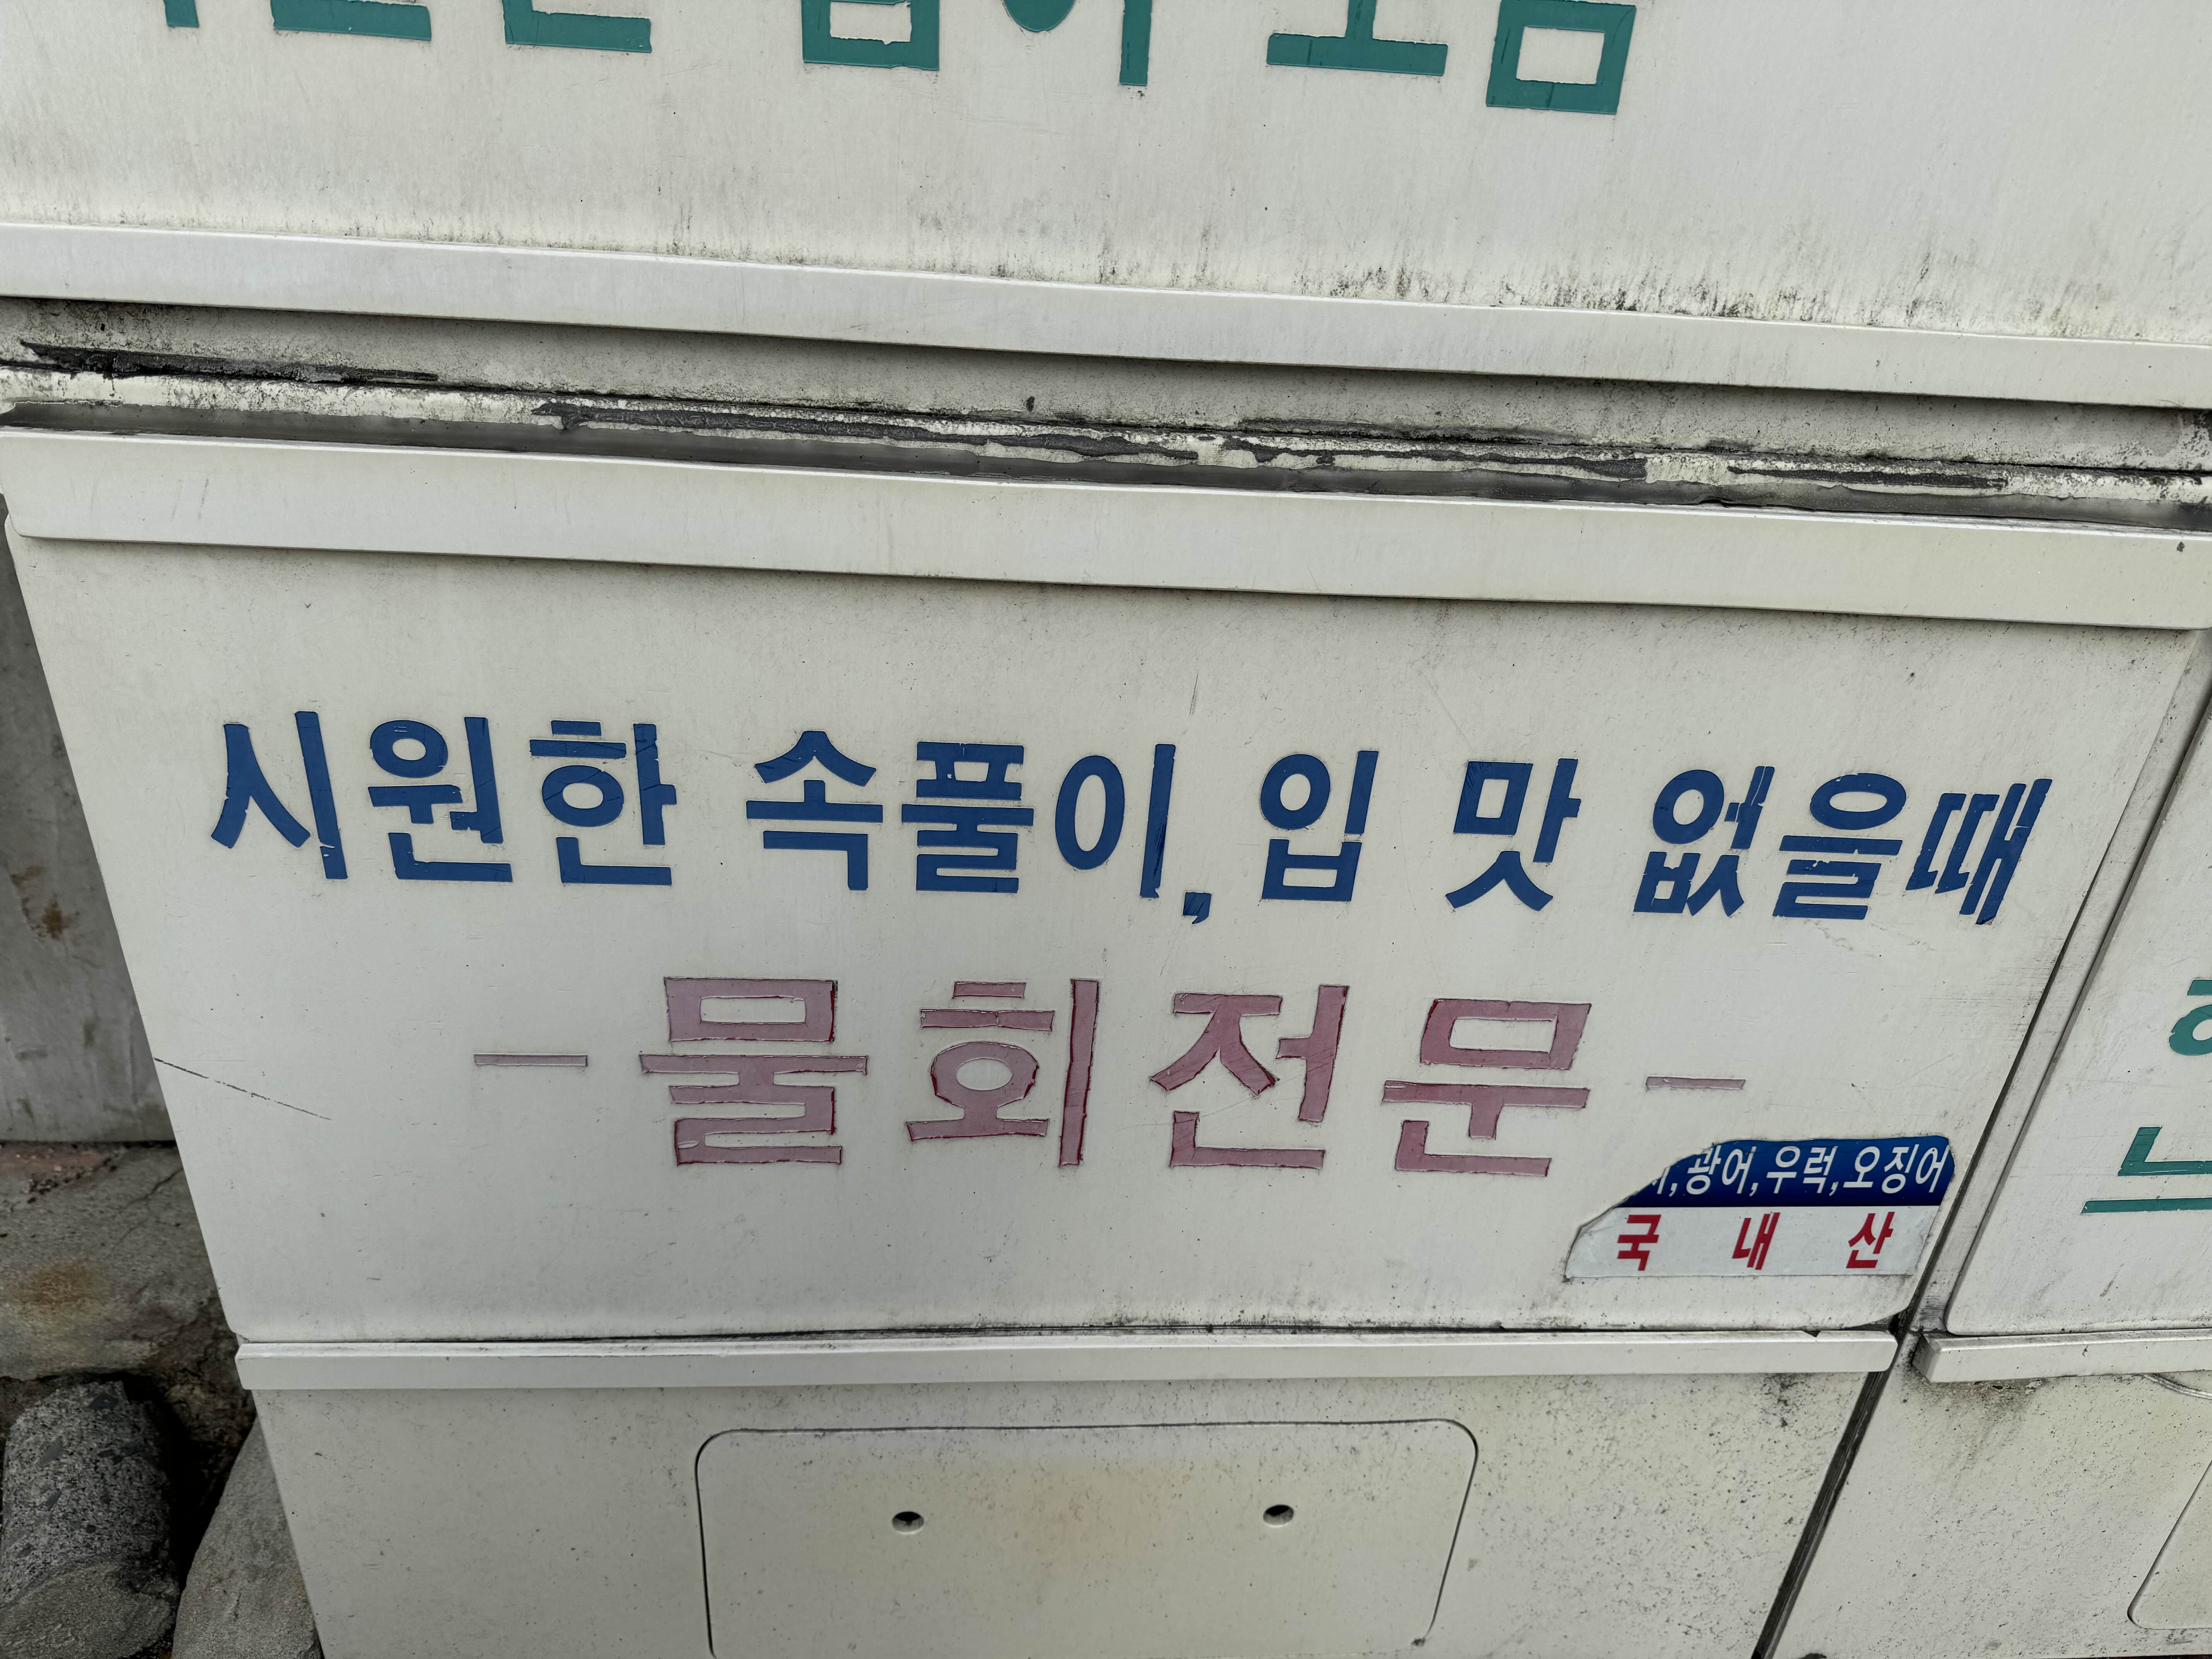 시원한 속풀이, 입 맛 없을때
- 물회전문 -
광어, 우럭, 오징어
국 내 산